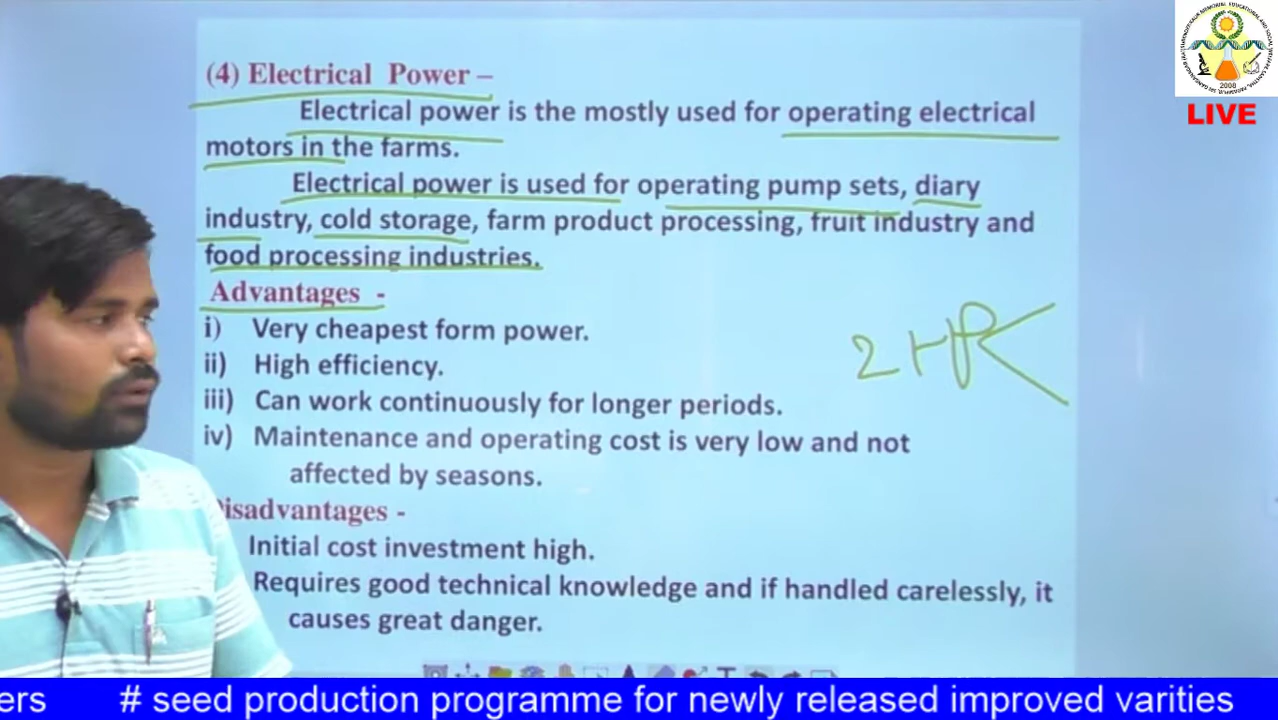 (4) Electrical Power –
Electrical power is the mostly used for operating electrical
motors in the farms.
Electrical power is used for operating pump sets, diary
industry, cold storage, farm product processing, fruit industry and
food processing industries.
Advantages -
i) Very cheapest form power.
ii) High efficiency.
iii) Can work continuously for longer periods.
iv) Maintenance and operating cost is very low and not
affected by seasons.
isadvantages -
Initial cost investment high.
Requires good technical knowledge and if handled carelessly, it
causes great danger.
2 HP
2008
LIVE
ers # seed production programme for newly released improved varities